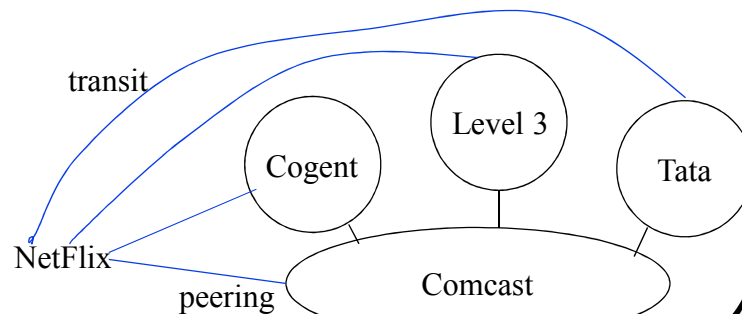 transit
Level 3
Cogent
Tata
NetFlix
Comcast
peering